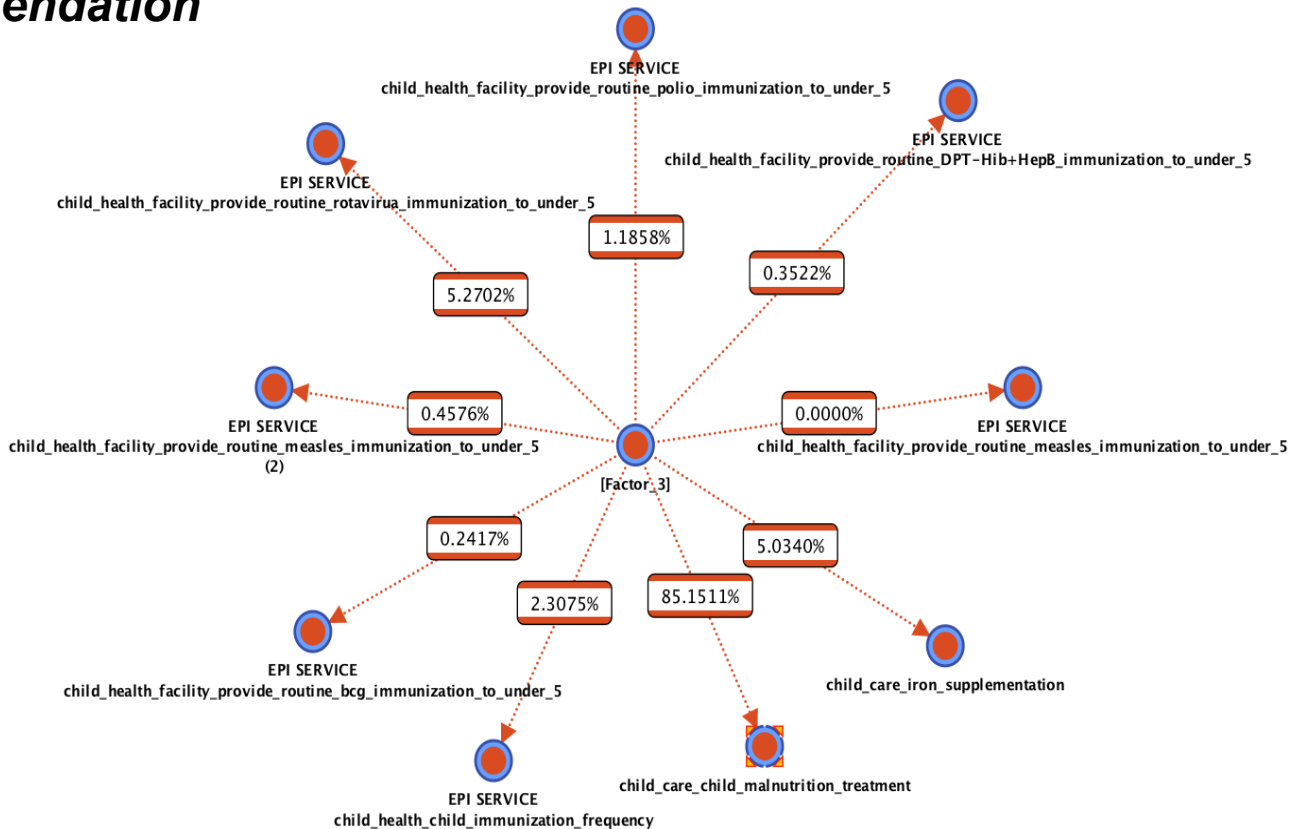 endation
EPI SERVICE
child_health_facility_provide_routine_polio_immunization_to_under_5
EPI SERVICE
child_health_facility_provide_routine_DPT-Hib+HepB_immunization_to_under_5
EPI SERVICE
child_health_facility_provide_routine_rotavirua_immunization_to_under_5
1.1858%
0.3522%
5.2702%
0.4576%
0.0000%
EPI SERVICE
child_health_facility_provide_routine_measles_immunization_to_under_5
(2)
EPI SERVICE
child_health_facility_provide_routine_measles_immunization_to_under_5
[Factor_3]
0.2417%
5.0340%
2.3075%
85.1511%
EPI SERVICE
child_health_facility_provide_routine_bcg_immunization_to_under_5
child_care_iron_supplementation
child_care_child_malnutrition_treatment
EPI SERVICE
child_health_child_immunization_frequency